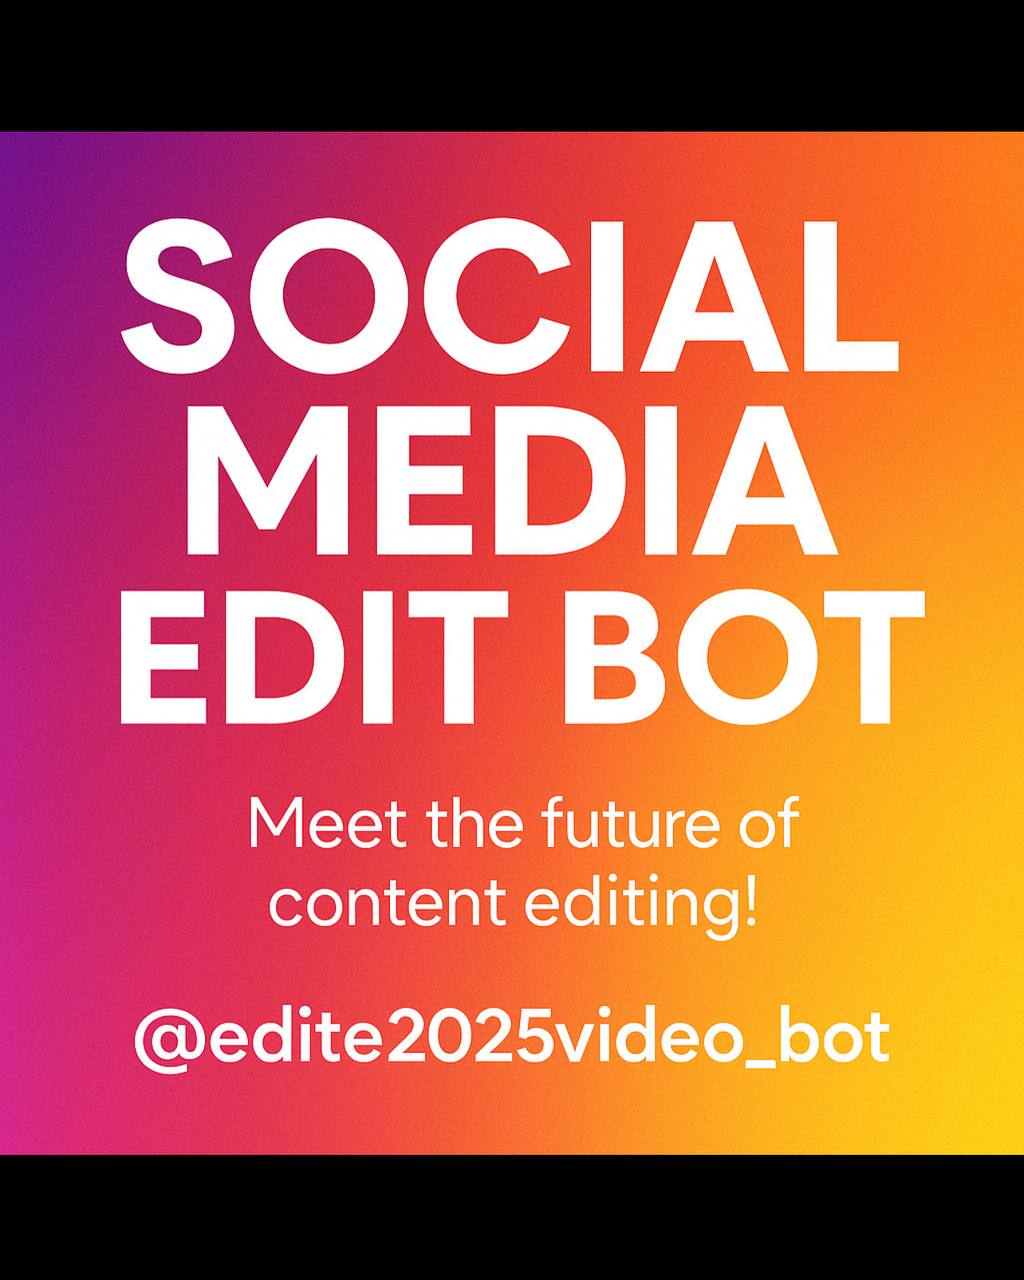 SOCIAL
MEDIA
EDIT BOT
Meet the future of
content editing!
@edite2025video_bot